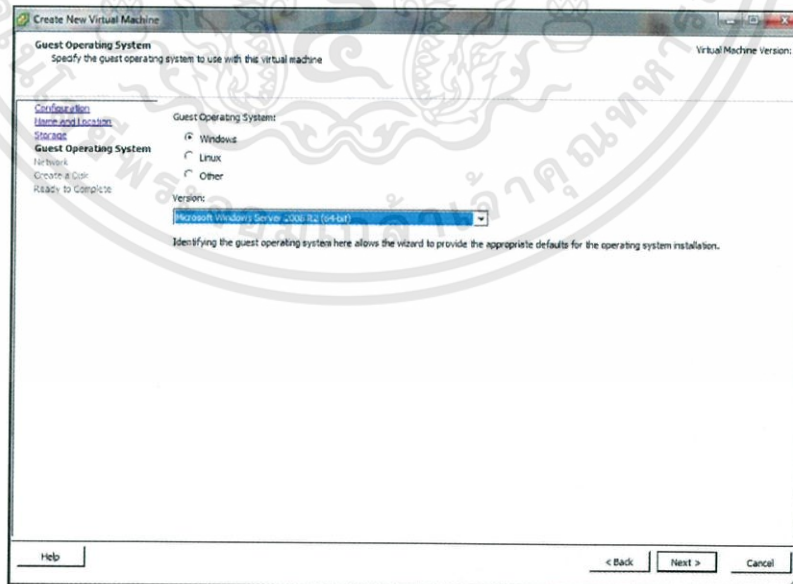 Create New Virtual Machine
Guest Operating System
Specify the guest operating system to use with this virtual machine
Virtual Machine Version:
Configuration
Name and Location
Storage
Guest Operating System
Network
Create a Disk
Ready to Complete
Guest Operating System:
Windows
Linux
Other
Version:
Microsoft Windows Server 2008 R2 (64-bit)
Identifying the guest operating system here allows the wizard to provide the appropriate defaults for the operating system installation.
Help
< Back
Next >
Cancel